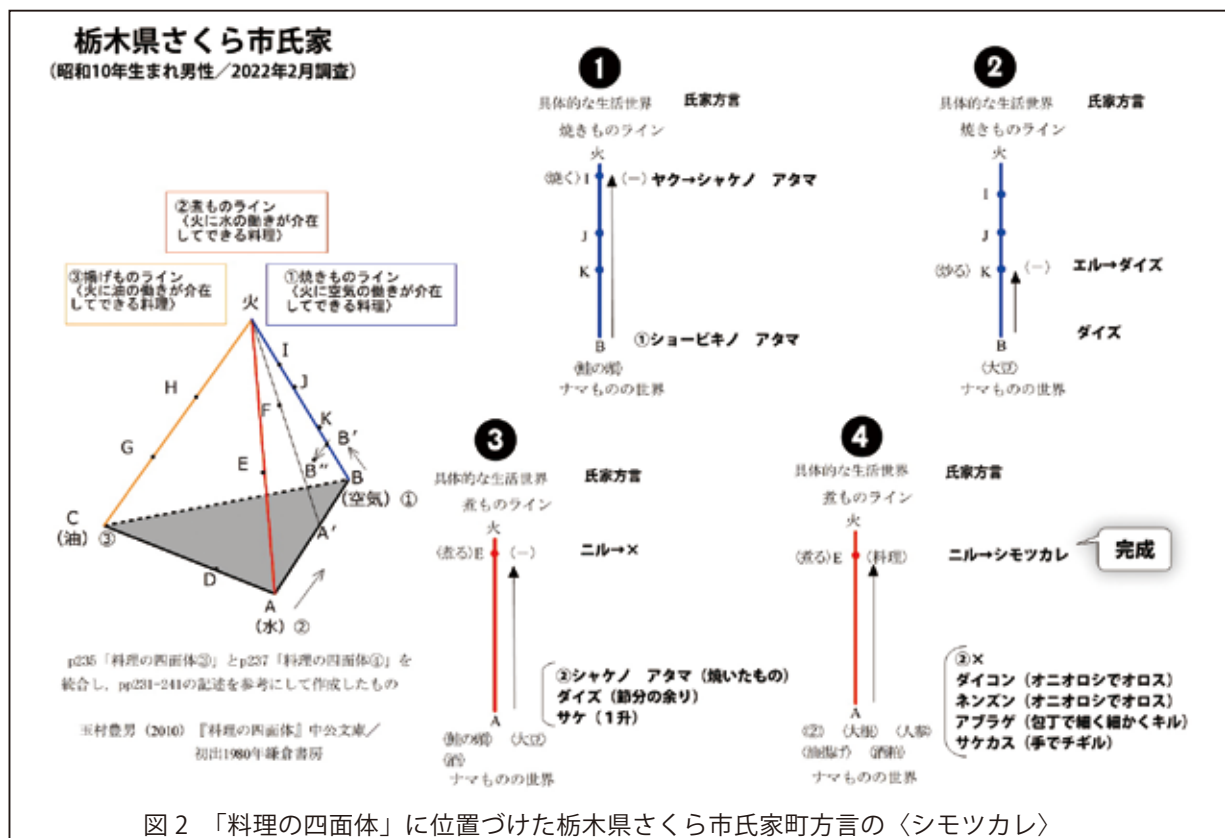 栃木県さくら市氏家
(昭和10年生まれ男性／2022年2月調査)
②煮ものライン
〈火に水の働きが介在
してできる料理〉
③揚げものライン
〈火に油の働きが介在
してできる料理〉
①焼きものライン
〈火に空気の働きが介在
してできる料理〉
火
I
J
H
F
K
B′
G
E
B″
B
(空気) ①
C
(油) ③
A′
D
A
(水) ②
p235「料理の四面体③」とp237「料理の四面体④」を
統合し，pp231-241の記述を参考にして作成したもの
玉村豊男（2010）『料理の四面体』中公文庫／
初出1980年鎌倉書房
1
具体的な生活世界 氏家方言
焼きものライン
火
〈焼く〉I (ー) ヤク→シャケノ アタマ
J
K
①ショービキノ アタマ
B
〈鮭の頭〉
ナマものの世界
2
具体的な生活世界 氏家方言
焼きものライン
火
I
J
〈炒る〉K (ー) エル→ダイズ
ダイズ
B
〈大豆〉
ナマものの世界
3
具体的な生活世界 氏家方言
煮ものライン
火
〈煮る〉E (ー) ニル→×
②シャケノ アタマ（焼いたもの）
ダイズ（節分の余り）
サケ（1升）
A
〈鮭の頭〉 〈大豆〉
〈酒〉
ナマものの世界
4
具体的な生活世界 氏家方言
煮ものライン
火
〈煮る〉E (料理) ニル→シモツカレ
完成
②×
ダイコン（オニオロシでオロス）
ネンズン（オニオロシでオロス）
アブラゲ（包丁で細く細かくキル）
サケカス（手でチギル）
A
〈②〉 〈大根〉 〈人参〉
〈油揚げ〉 〈酒粕〉
ナマものの世界
図2 「料理の四面体」に位置づけた栃木県さくら市氏家町方言の〈シモツカレ〉